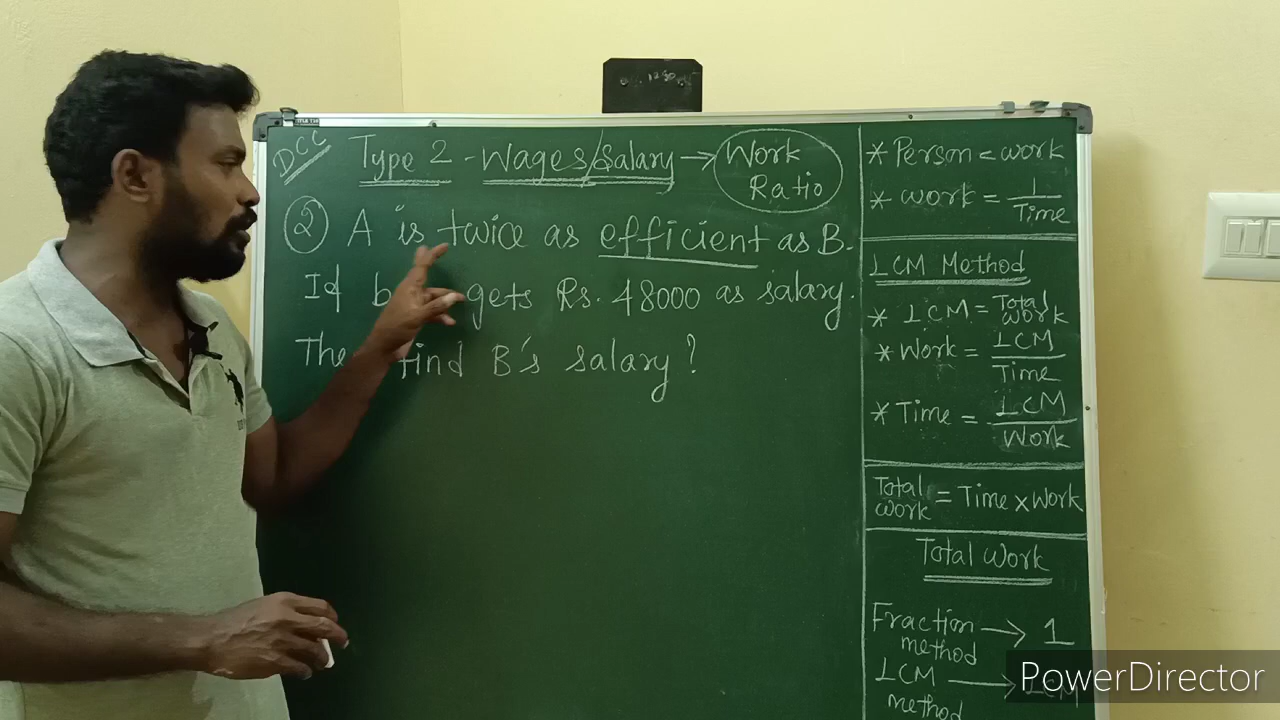 DCC
Type 2 - Wages/Salary → Work
Ratio
② A is twice as efficient as B.
If b gets Rs. 48000 as salary.
The find B's salary?
* Person = work
* work = 1/Time
LCM Method
* LCM = Total work
* Work = LCM/Time
* Time = LCM/Work
Total work = Time x Work
Total Work
Fraction method → 1
LCM method →
PowerDirector